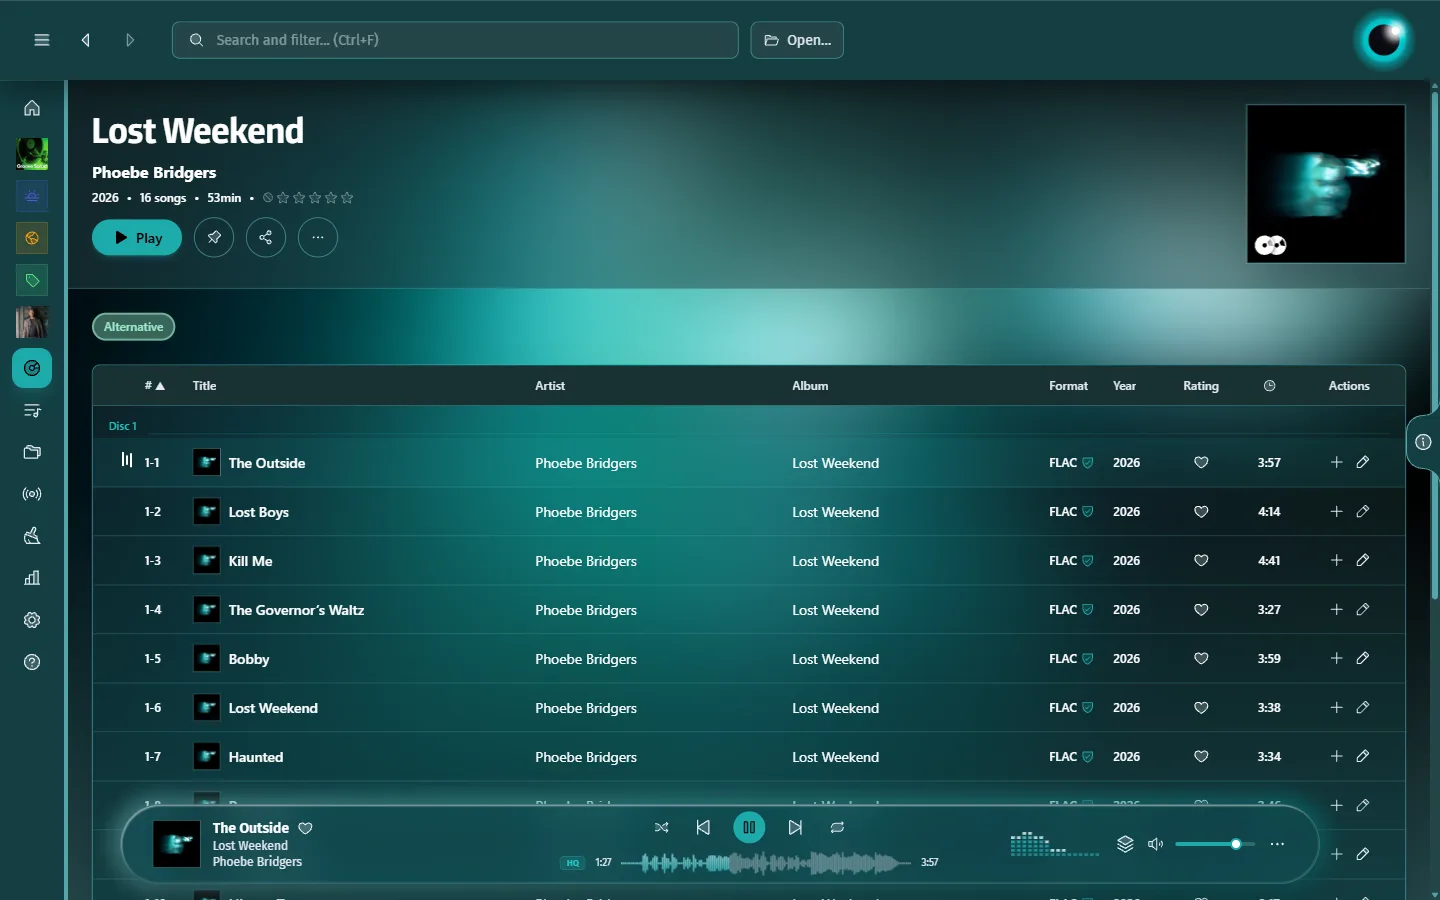 Search and filter... (Ctrl+F)
Open...
Lost Weekend
Phoebe Bridgers
2026 • 16 songs • 53min •
Play
Alternative
# Title Artist Album Format Year Rating Actions
Disc 1
1-1 The Outside Phoebe Bridgers Lost Weekend FLAC 2026 3:57
1-2 Lost Boys Phoebe Bridgers Lost Weekend FLAC 2026 4:14
1-3 Kill Me Phoebe Bridgers Lost Weekend FLAC 2026 4:41
1-4 The Governor’s Waltz Phoebe Bridgers Lost Weekend FLAC 2026 3:27
1-5 Bobby Phoebe Bridgers Lost Weekend FLAC 2026 3:59
1-6 Lost Weekend Phoebe Bridgers Lost Weekend FLAC 2026 3:38
1-7 Haunted Phoebe Bridgers Lost Weekend FLAC 2026 3:34
The Outside
Lost Weekend
Phoebe Bridgers
HQ 1:27 3:57